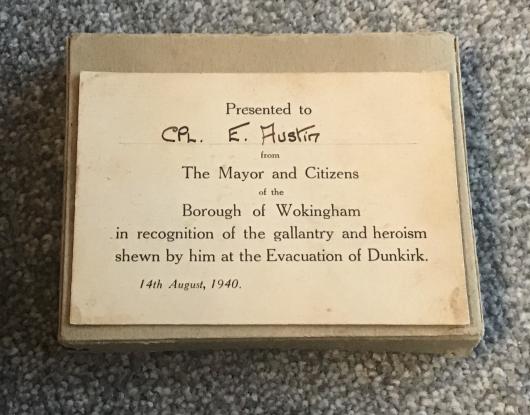 Presented to
CPL. E. Austin
from
The Mayor and Citizens
of the
Borough of Wokingham
in recognition of the gallantry and heroism
shewn by him at the Evacuation of Dunkirk.
14th August, 1940.